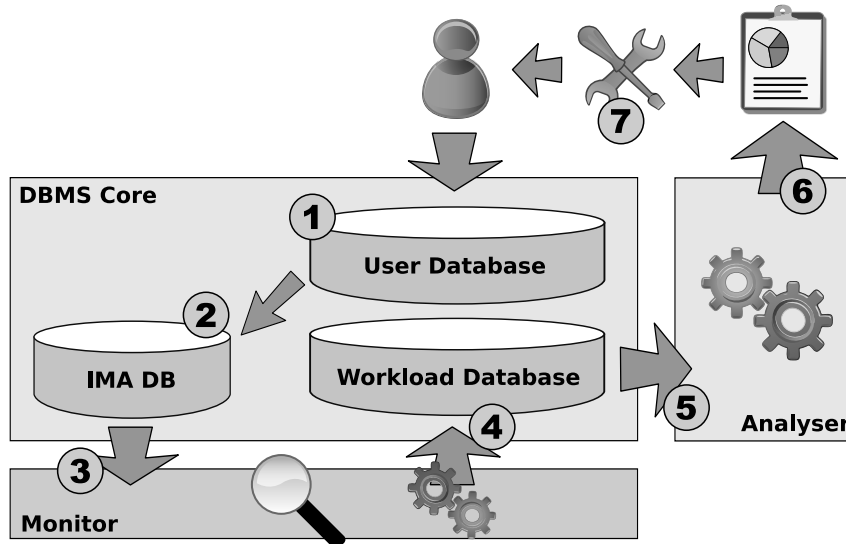 7
6
DBMS Core
1
User Database
2
IMA DB
Workload Database
5
4
Analyser
3
Monitor